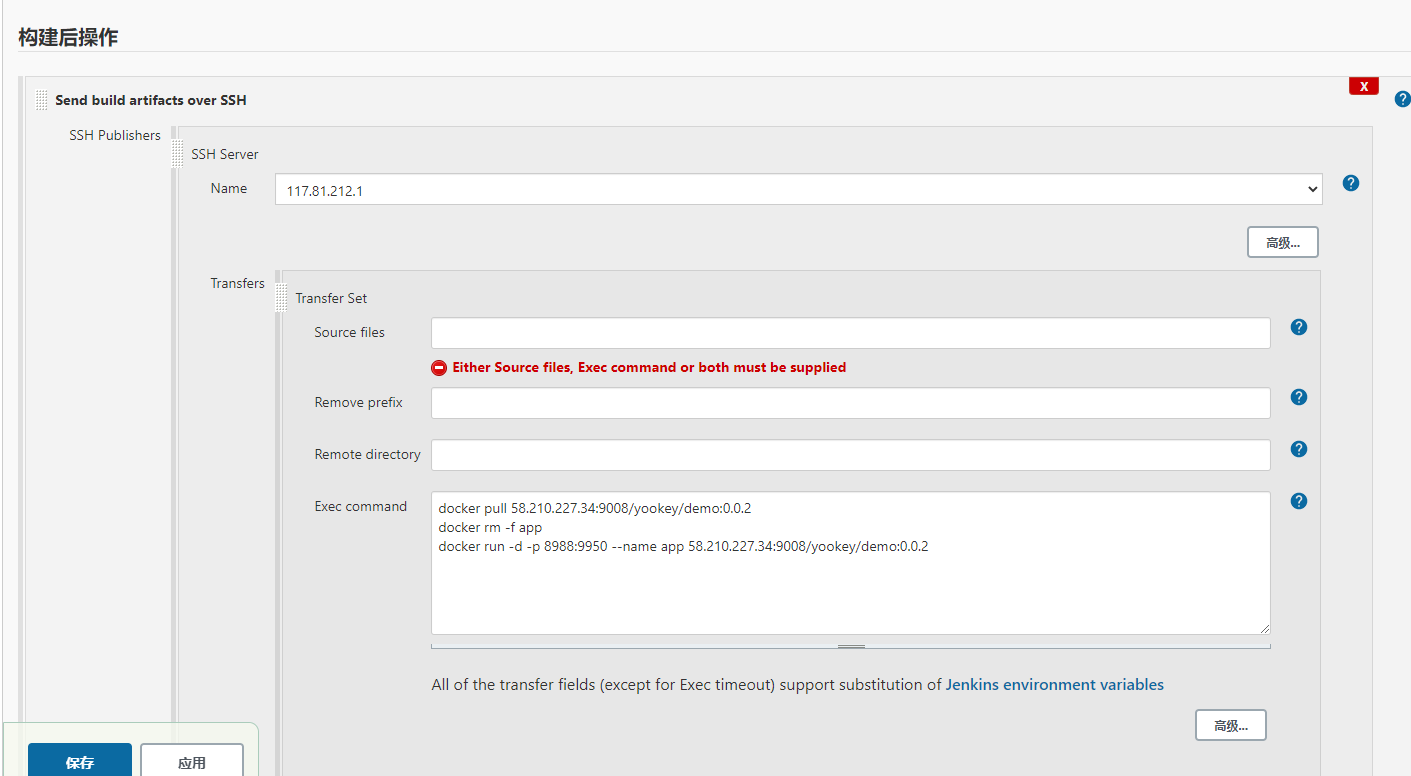 构建后操作
Send build artifacts over SSH
X
?
SSH Publishers
SSH Server
Name
117.81.212.1
?
高级...
Transfers
Transfer Set
Source files
?
Either Source files, Exec command or both must be supplied
Remove prefix
?
Remote directory
?
Exec command
?
docker pull 58.210.227.34:9008/yookey/demo:0.0.2
docker rm -f app
docker run -d -p 8988:9950 --name app 58.210.227.34:9008/yookey/demo:0.0.2
All of the transfer fields (except for Exec timeout) support substitution of Jenkins environment variables
高级...
保存
应用